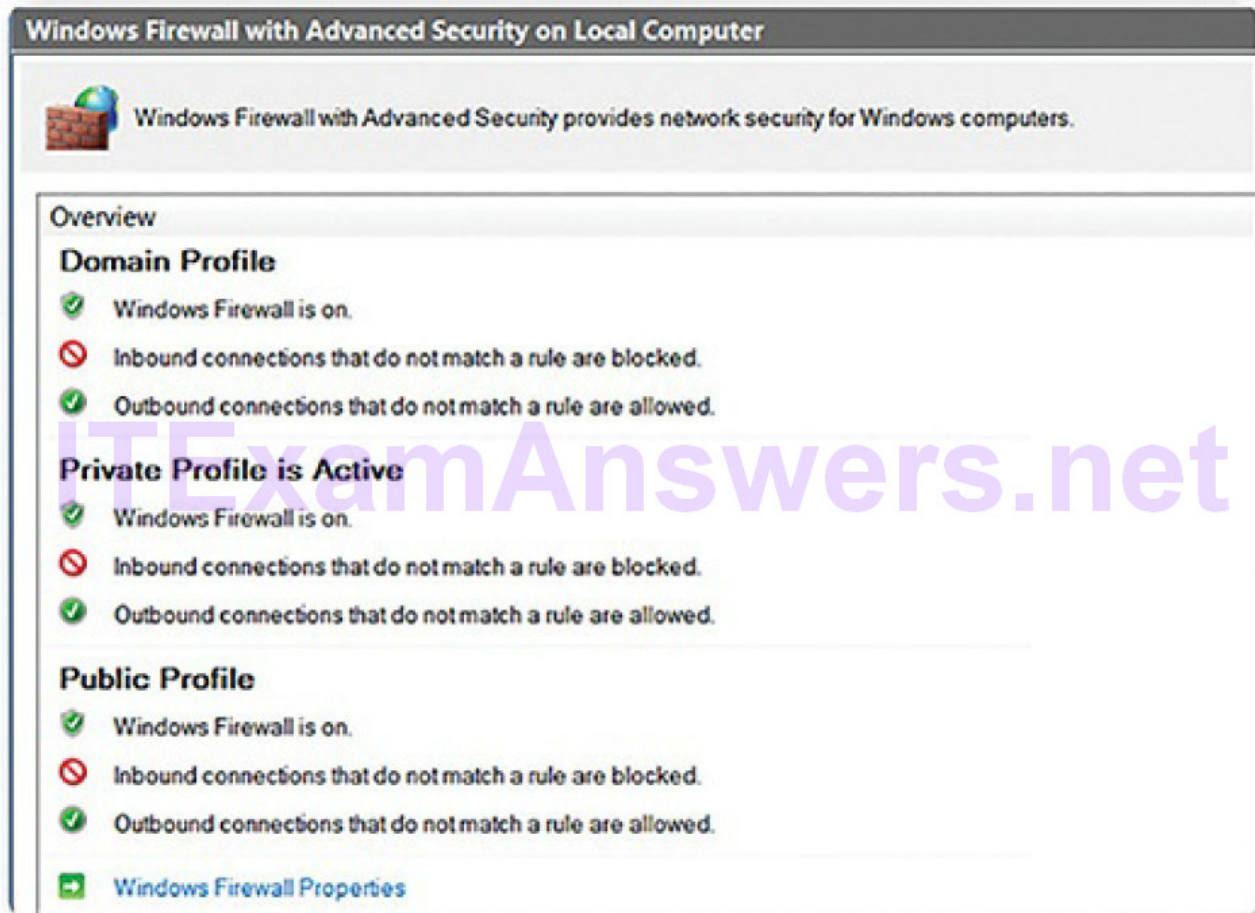 Windows Firewall with Advanced Security on Local Computer
Windows Firewall with Advanced Security provides network security for Windows computers.
Overview
Domain Profile
Windows Firewall is on.
Inbound connections that do not match a rule are blocked.
Outbound connections that do not match a rule are allowed.
ITExamAnswers.net
Private Profile is Active
Windows Firewall is on.
Inbound connections that do not match a rule are blocked.
Outbound connections that do not match a rule are allowed.
Public Profile
Windows Firewall is on.
Inbound connections that do not match a rule are blocked.
Outbound connections that do not match a rule are allowed.
Windows Firewall Properties